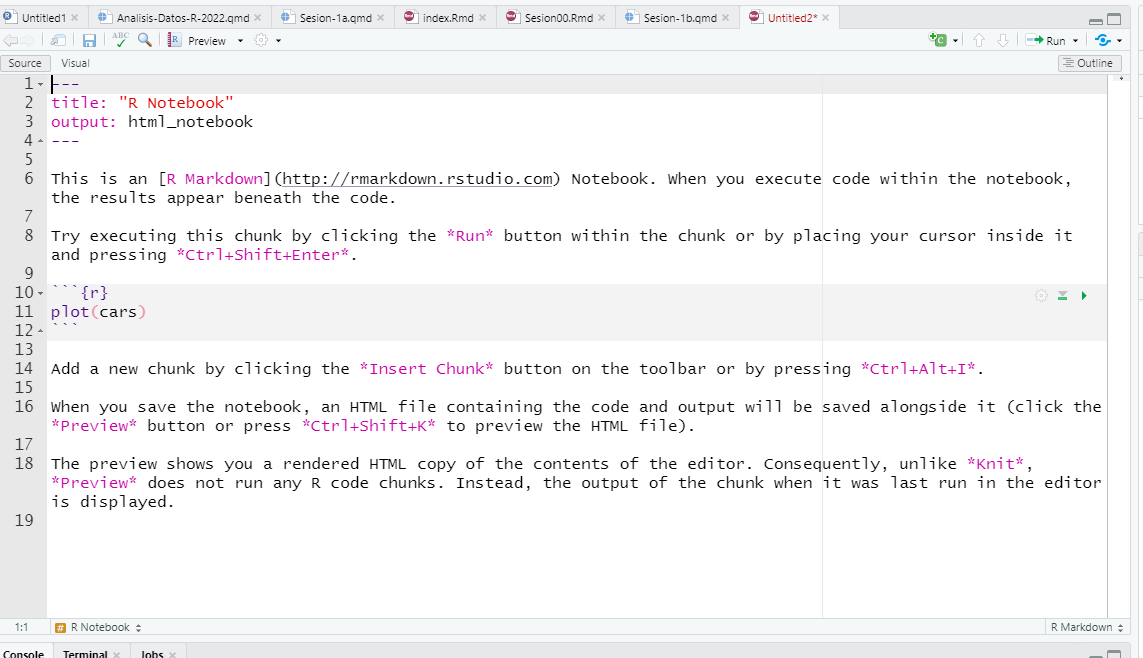 Untitled1 Analisis-Datos-R-2022.qmd Sesion-1a.qmd index.Rmd Sesion00.Rmd Sesion-1b.qmd Untitled2*
ABC Preview Run
Source Visual Outline
1 ---
2 title: "R Notebook"
3 output: html_notebook
4 ---
5
6 This is an [R Markdown](http://rmarkdown.rstudio.com) Notebook. When you execute code within the notebook,
the results appear beneath the code.
7
8 Try executing this chunk by clicking the *Run* button within the chunk or by placing your cursor inside it
and pressing *Ctrl+Shift+Enter*.
9
10 ```{r}
11 plot(cars)
12 ```
13
14 Add a new chunk by clicking the *Insert Chunk* button on the toolbar or by pressing *Ctrl+Alt+I*.
15
16 When you save the notebook, an HTML file containing the code and output will be saved alongside it (click the
*Preview* button or press *Ctrl+Shift+K* to preview the HTML file).
17
18 The preview shows you a rendered HTML copy of the contents of the editor. Consequently, unlike *Knit*,
*Preview* does not run any R code chunks. Instead, the output of the chunk when it was last run in the editor
is displayed.
19
1:1 # R Notebook R Markdown
Console Terminal Jobs